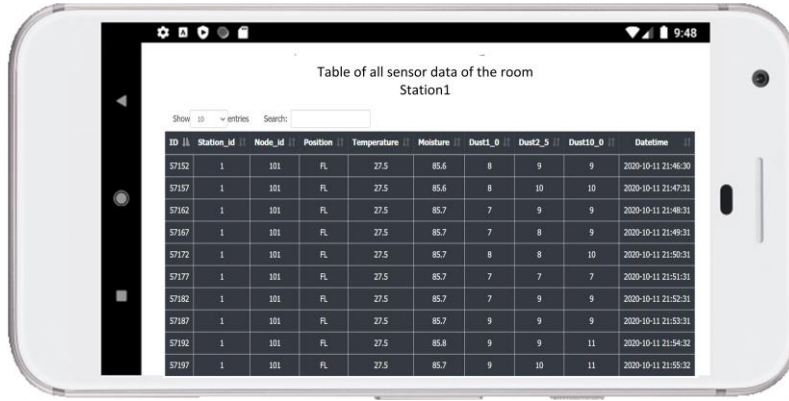 9:48
Table of all sensor data of the room
Station1
Show 10 entries Search:
ID Station_id Node_id Position Temperature Moisture Dust1_0 Dust2_5 Dust10_0 Datetime
57152 1 101 FL 27.5 85.6 8 9 9 2020-10-11 21:46:30
57157 1 101 FL 27.5 85.6 8 10 10 2020-10-11 21:47:31
57162 1 101 FL 27.5 85.7 7 9 9 2020-10-11 21:48:31
57167 1 101 FL 27.5 85.7 7 8 9 2020-10-11 21:49:31
57172 1 101 FL 27.5 85.7 8 8 10 2020-10-11 21:50:31
57177 1 101 FL 27.5 85.7 7 7 7 2020-10-11 21:51:31
57182 1 101 FL 27.5 85.7 7 9 9 2020-10-11 21:52:31
57187 1 101 FL 27.5 85.7 9 9 9 2020-10-11 21:53:31
57192 1 101 FL 27.5 85.8 9 9 11 2020-10-11 21:54:32
57197 1 101 FL 27.5 85.7 9 10 11 2020-10-11 21:55:32